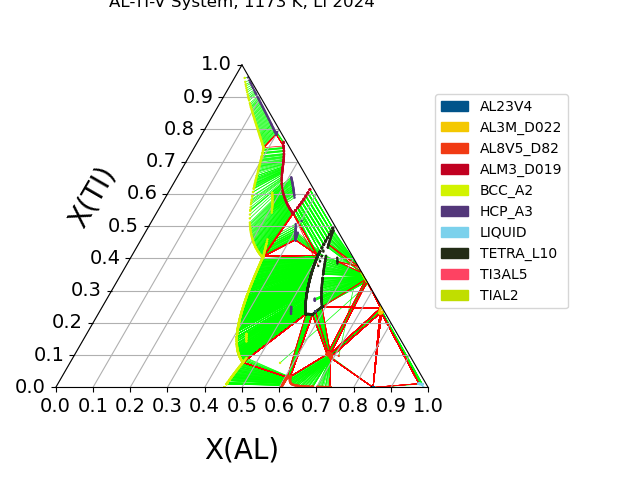 AL-TI-V System, 1173 K, LI 2024
1.0
0.9
0.8
0.7
0.6
0.5
0.4
0.3
0.2
0.1
0.0
X(TI)
0.0 0.1 0.2 0.3 0.4 0.5 0.6 0.7 0.8 0.9 1.0
X(AL)
AL23V4
AL3M_D022
AL8V5_D82
ALM3_D019
BCC_A2
HCP_A3
LIQUID
TETRA_L10
TI3AL5
TIAL2